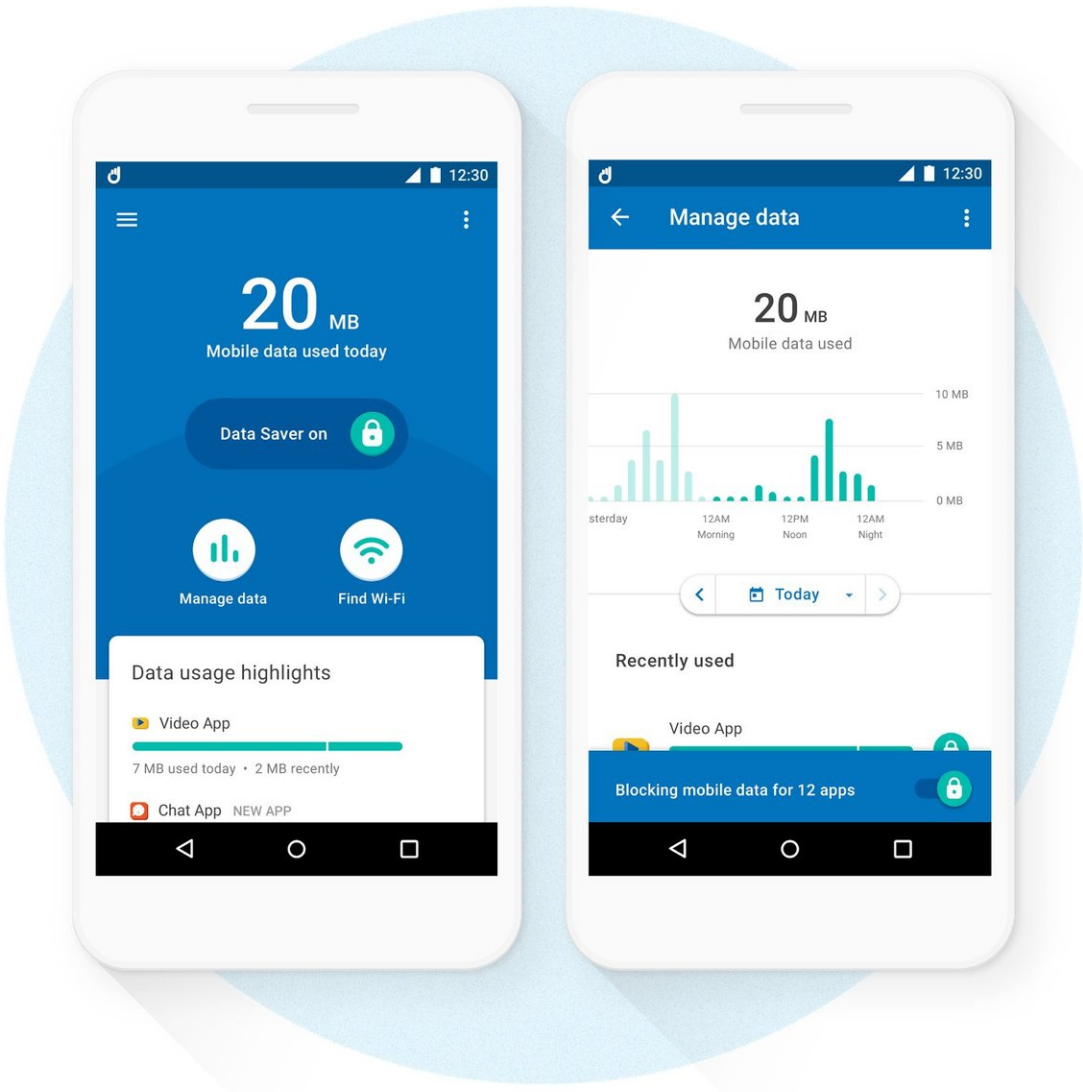 12:30
20 MB
Mobile data used today
Data Saver on
Manage data
Find Wi-Fi
Data usage highlights
Video App
7 MB used today • 2 MB recently
Chat App NEW APP
12:30
Manage data
20 MB
Mobile data used
10 MB
5 MB
0 MB
sterday
12AM
Morning
12PM
Noon
12AM
Night
Today
Recently used
Video App
Blocking mobile data for 12 apps